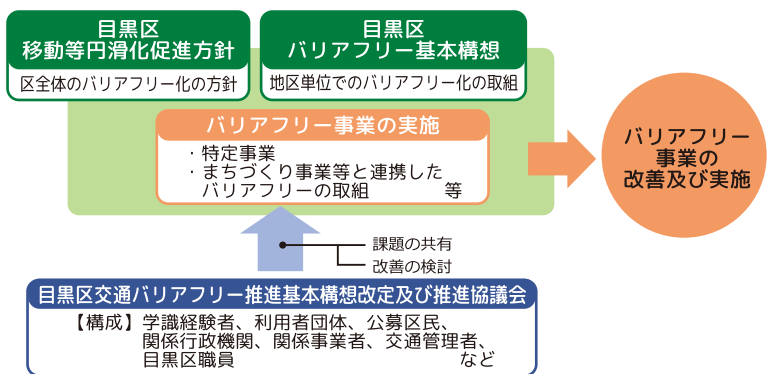 目黒区
移動等円滑化促進方針
区全体のバリアフリー化の方針
目黒区
バリアフリー基本構想
地区単位でのバリアフリー化の取組
バリアフリー事業の実施
・特定事業
・まちづくり事業等と連携した
バリアフリーの取組　　　　等
バリアフリー
事業の
改善及び実施
課題の共有
改善の検討
目黒区交通バリアフリー推進基本構想改定及び推進協議会
【構成】学識経験者、利用者団体、公募区民、
関係行政機関、関係事業者、交通管理者、
目黒区職員　　　　　　　　　　　　など